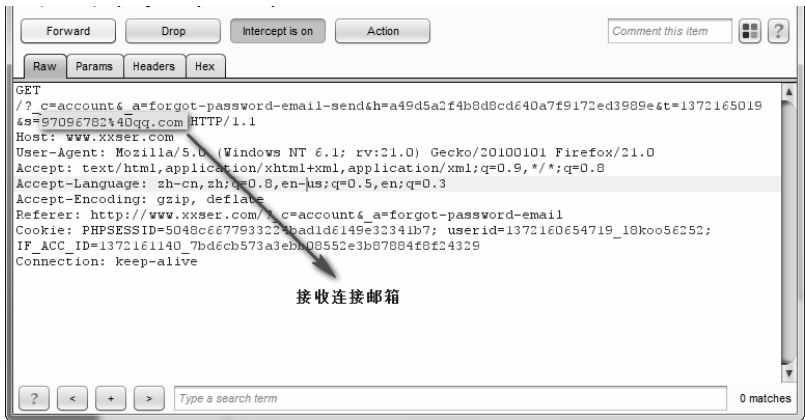 Forward Drop Intercept is on Action Comment this item ?
Raw Params Headers Hex
GET
/?_c=account&_a=forgot-password-email-send&h=a49d5a2f4b8d8cd640a7f9172ed3989e&t=1372165019
&s=97096782%40qq.com HTTP/1.1
Host: www.xxser.com
User-Agent: Mozilla/5.0 (Windows NT 6.1; rv:21.0) Gecko/20100101 Firefox/21.0
Accept: text/html,application/xhtml+xml,application/xml;q=0.9,*/*;q=0.8
Accept-Language: zh-cn,zh;q=0.8,en-us;q=0.5,en;q=0.3
Accept-Encoding: gzip, deflate
Referer: http://www.xxser.com/?_c=account&_a=forgot-password-email
Cookie: userid=1372160654719_18koo56252;
IF_ACC_ID=1372161140_7bd6cb573a3ebb08552e3b87884f8f24329
Connection: keep-alive
接收连接邮箱
? < + > Type a search term 0 matches